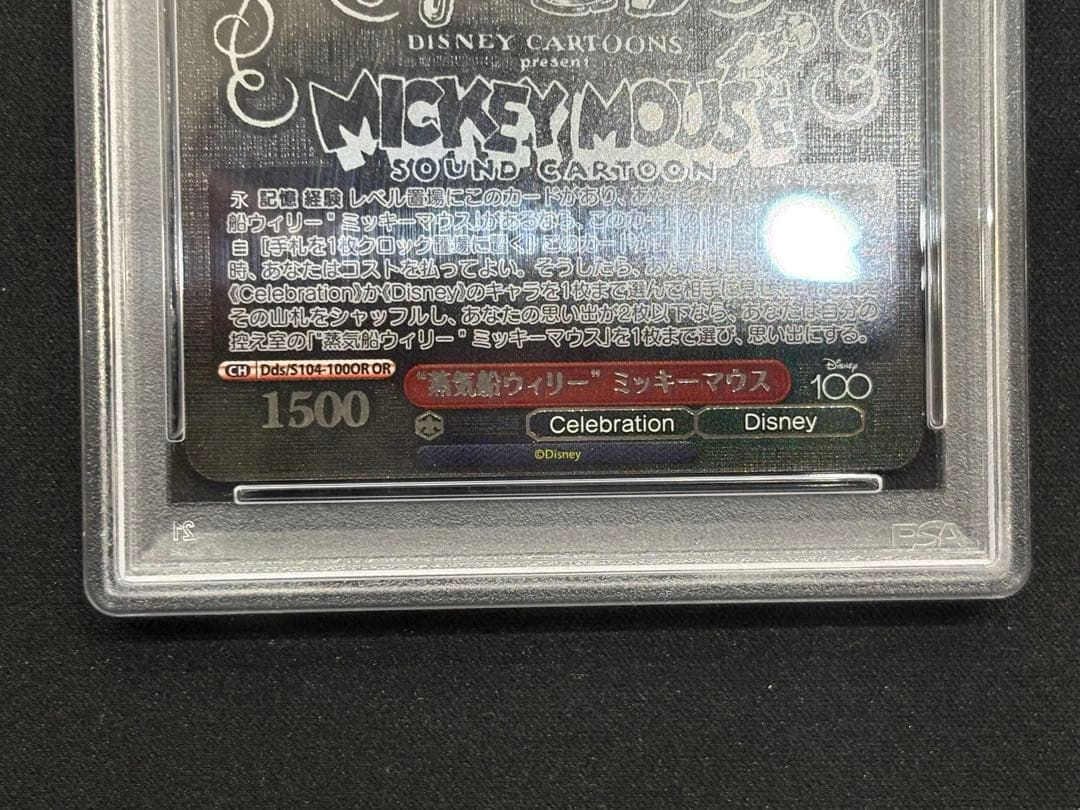 DISNEY CARTOONS
present
MICKEY MOUSE
SOUND CARTOON
永 記憶 経験 レベル置場にこのカードがあり、あな
船ウィリー" ミッキーマウス」があるなら、このカー
自 [手札を1枚クロック置場に置く] このカードが
時、あなたはコストを払ってよい。そうしたら、あな
《Celebration》か《Disney》のキャラを1枚まで選んで相手に見せ
その山札をシャッフルし、あなたの思い出が2枚以下なら、あなたは自分の
控え室の「"蒸気船ウィリー" ミッキーマウス」を1枚まで選び、思い出にする。
CH Dds/S104-100OR OR
"蒸気船ウィリー" ミッキーマウス
Disney 100
1500
Celebration Disney
©Disney
21
PSA